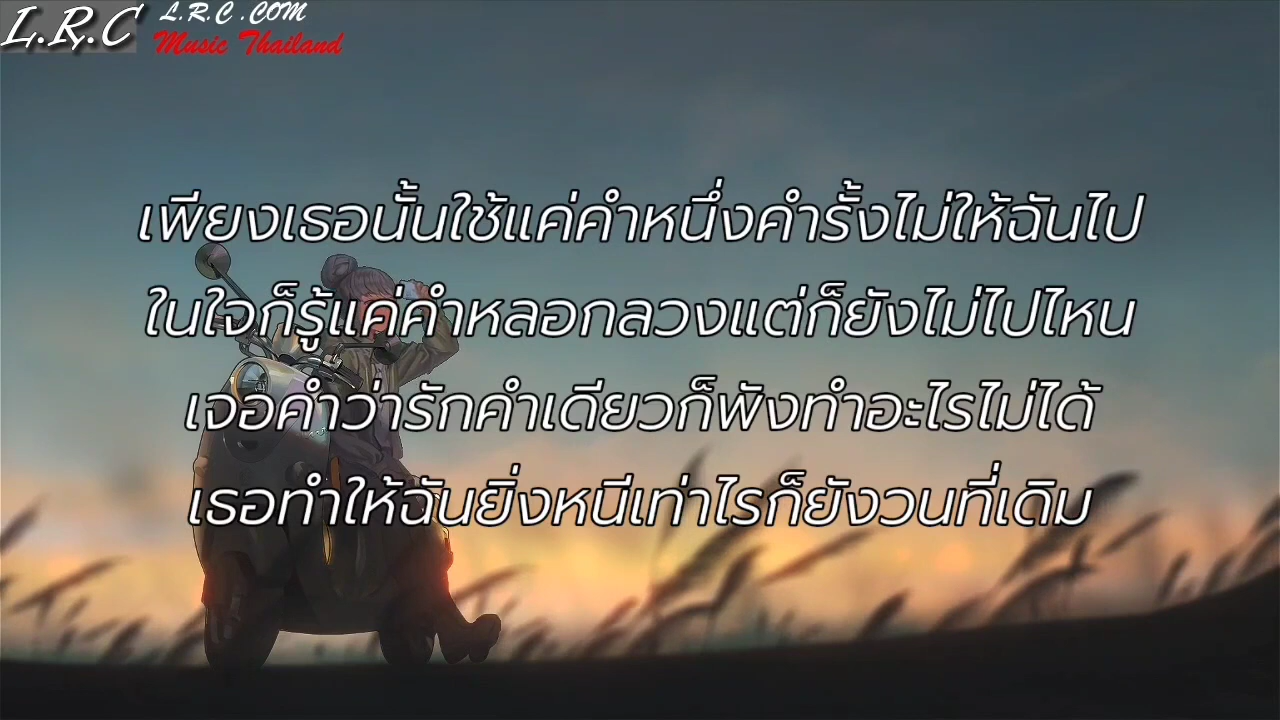 L.R.C
L.R.C .COM
Music Thailand
เพียงเธอนั้นใช้แค่คำหนึ่งคำรั้งไม่ให้ฉันไป
ในใจก็รู้แค่คำหลอกลวงแต่ก็ยังไม่ไปไหน
เจอคำว่ารักคำเดียวก็พังทำอะไรไม่ได้
เธอทำให้ฉันยิ่งหนีเท่าไรก็ยังวนที่เดิม